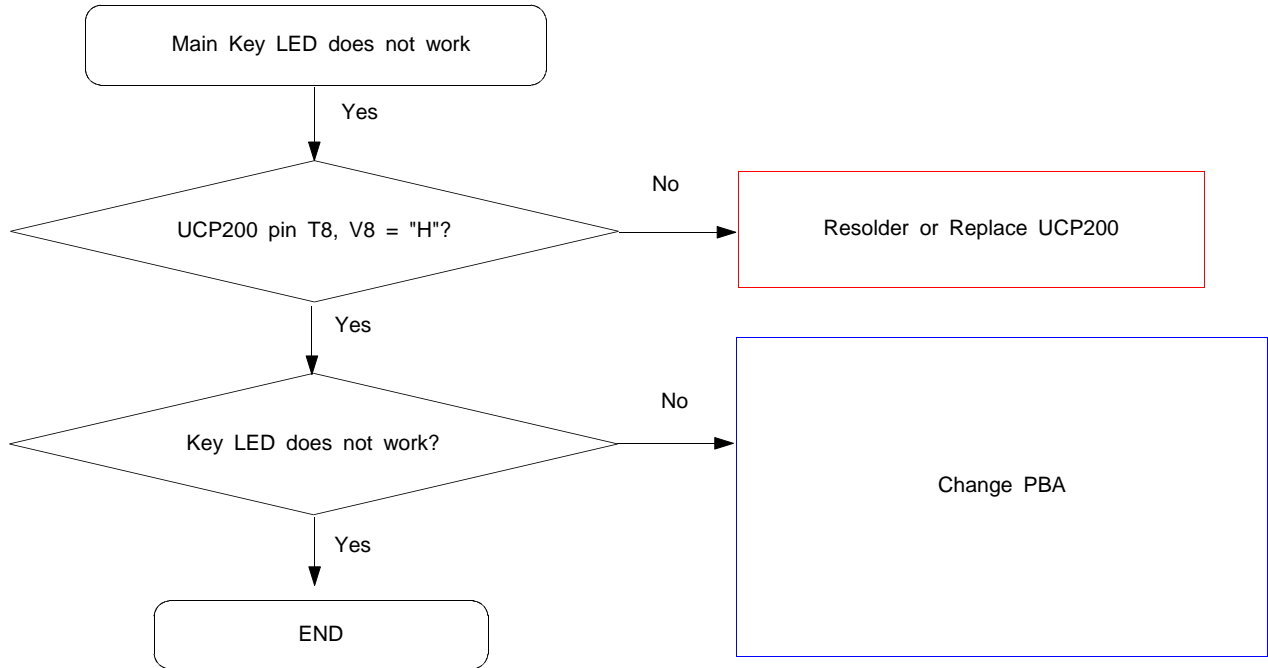 Main Key LED does not work
Yes
UCP200 pin T8, V8 = "H"?
No
Resolder or Replace UCP200
Yes
Key LED does not work?
No
Change PBA
Yes
END